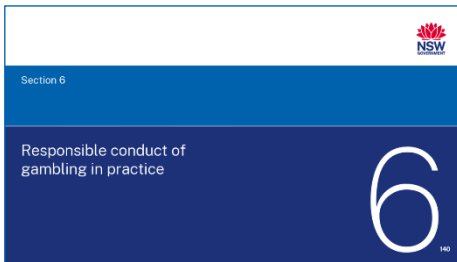 NSW
GOVERNMENT
Section 6
Responsible conduct of
gambling in practice
6
140